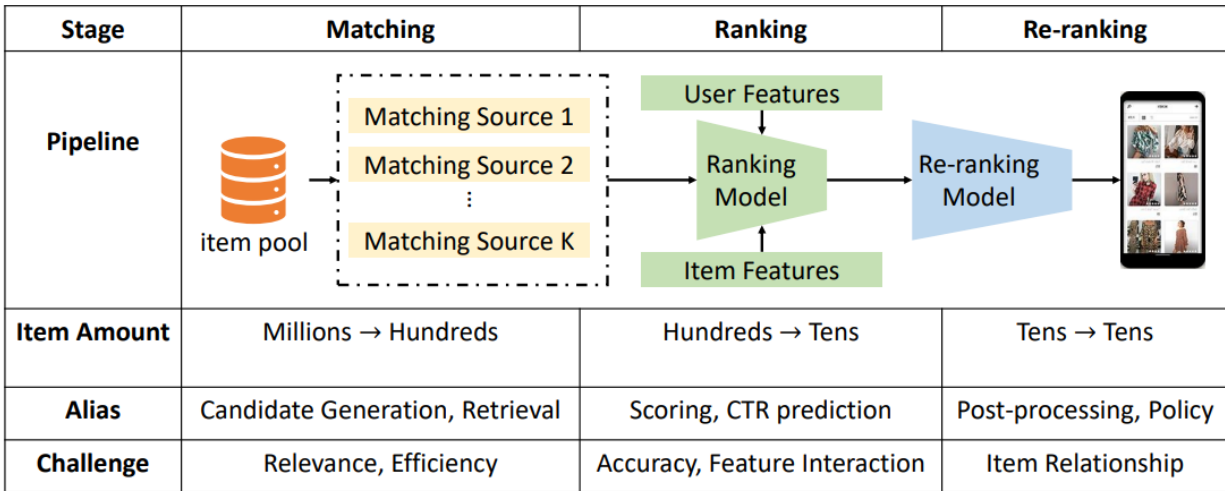 Stage Matching Ranking Re-ranking
Pipeline
item pool
Matching Source 1
Matching Source 2
⋮
Matching Source K
User Features
Ranking
Model
Item Features
Re-ranking
Model
Item Amount Millions → Hundreds Hundreds → Tens Tens → Tens
Alias Candidate Generation, Retrieval Scoring, CTR prediction Post-processing, Policy
Challenge Relevance, Efficiency Accuracy, Feature Interaction Item Relationship